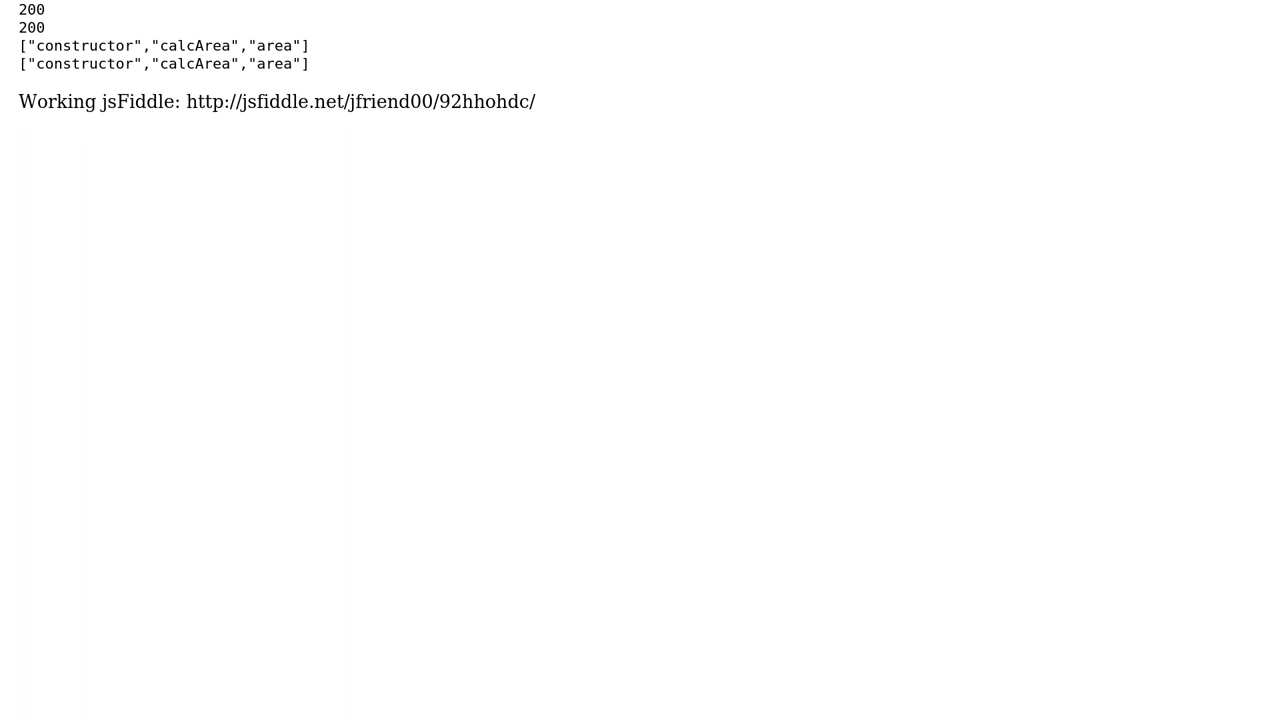 200
200
["constructor","calcArea","area"]
["constructor","calcArea","area"]
Working jsFiddle: http://jsfiddle.net/jfriend00/92hhohdc/